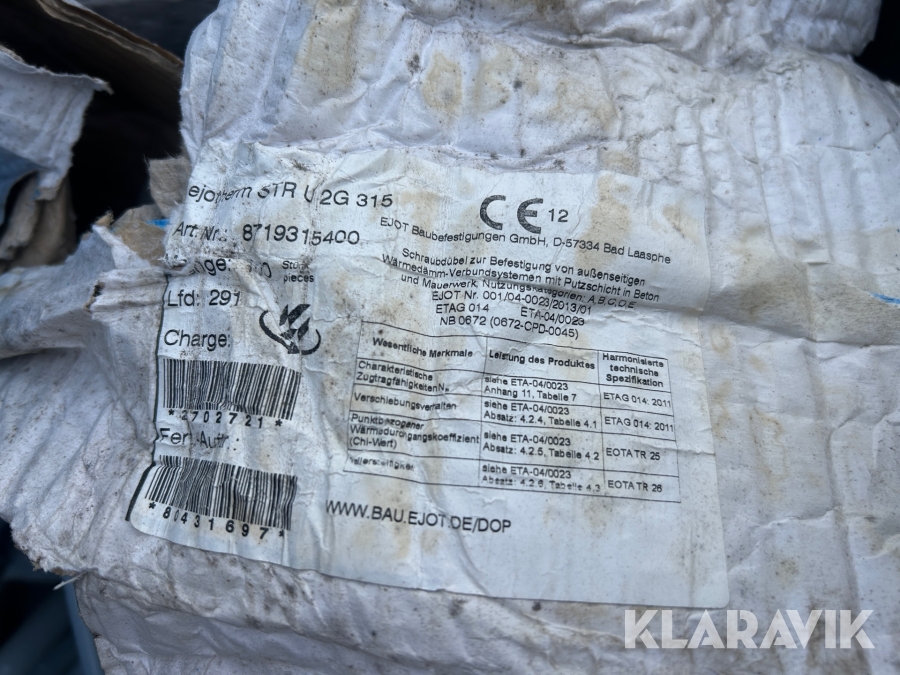 ejotherm STR U 2G 315
Art.Nr.: 8719315400
Stück
pieces
Lfd: 291
Charge:
*2702721*
*80431697*
CE 12
EJOT Baubefestigungen GmbH, D-57334 Bad Laasphe
Schraubdübel zur Befestigung von außenseitigen
Wärmedämm-Verbundsystemen mit Putzschicht in Beton
und Mauerwerk, Nutzungskategorien: A,B,C,D,E
EJOT Nr. 001/04-0023/2013/01
ETAG 014 ETA-04/0023
NB 0672 (0672-CPD-0045)
Wesentliche Merkmale Leistung des Produktes Harmonisierte technische Spezifikation
Charakteristische Zugtragfähigkeiten siehe ETA-04/0023 Anhang 11, Tabelle 7 ETAG 014: 2011
Verschiebungsverhalten siehe ETA-04/0023 Absatz: 4.2.4, Tabelle 4.1 ETAG 014: 2011
Punktbezogener Wärmedurchgangskoeffizient (Chi-Wert) siehe ETA-04/0023 Absatz: 4.2.5, Tabelle 4.2 EOTA TR 25
Tellersteifigkeit siehe ETA-04/0023 Absatz: 4.2.6, Tabelle 4.3 EOTA TR 26
WWW.BAU.EJOT.DE/DOP
KLARAVIK